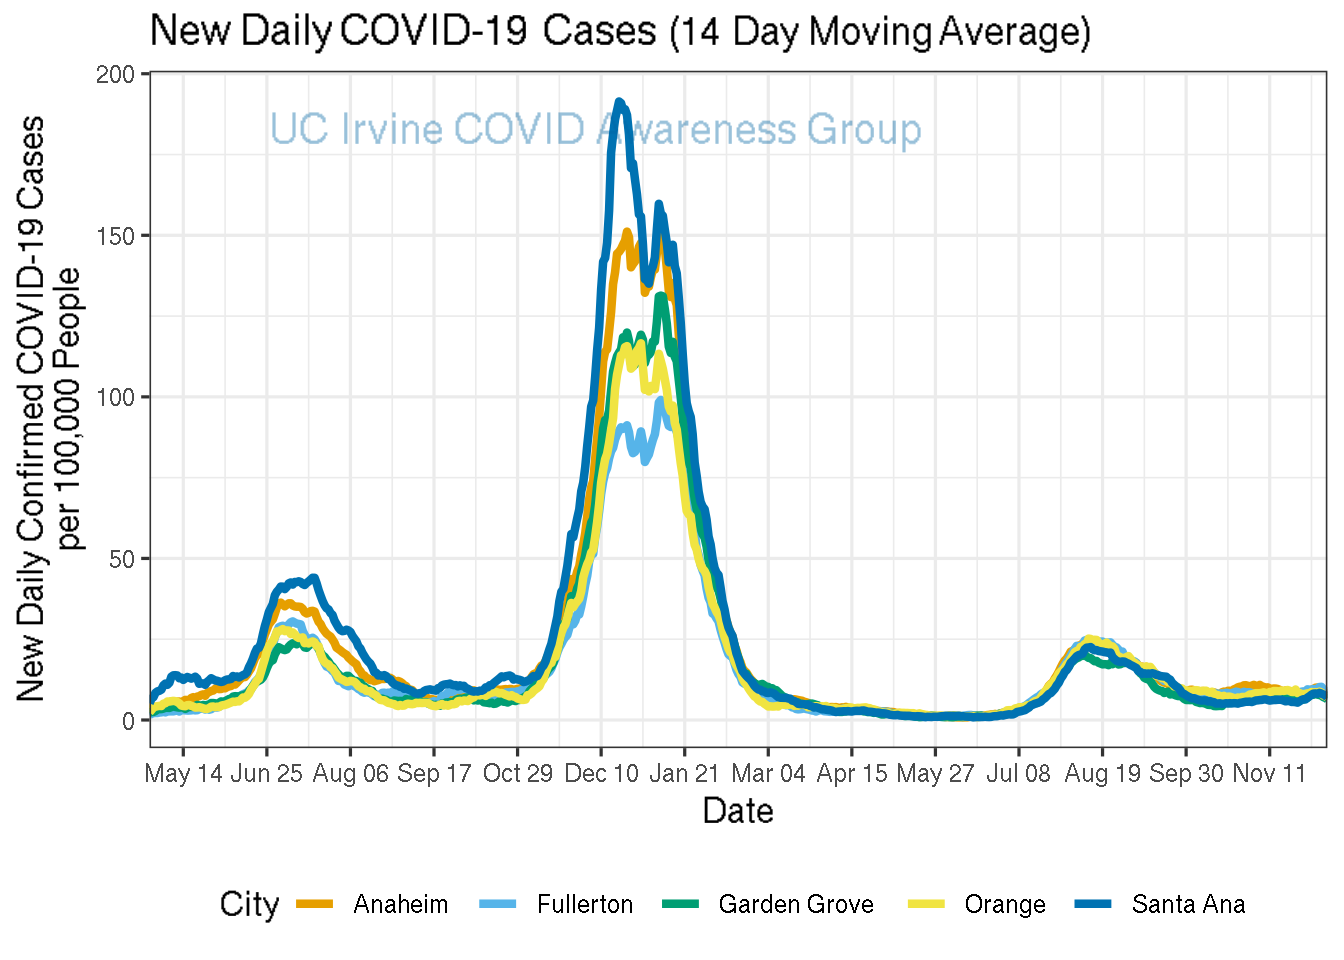 New Daily COVID-19 Cases (14 Day Moving Average)
UC Irvine COVID Awareness Group
New Daily Confirmed COVID-19 Cases
per 100,000 People
200
150
100
50
0
May 14 Jun 25 Aug 06 Sep 17 Oct 29 Dec 10 Jan 21 Mar 04 Apr 15 May 27 Jul 08 Aug 19 Sep 30 Nov 11
Date
City Anaheim Fullerton Garden Grove Orange Santa Ana